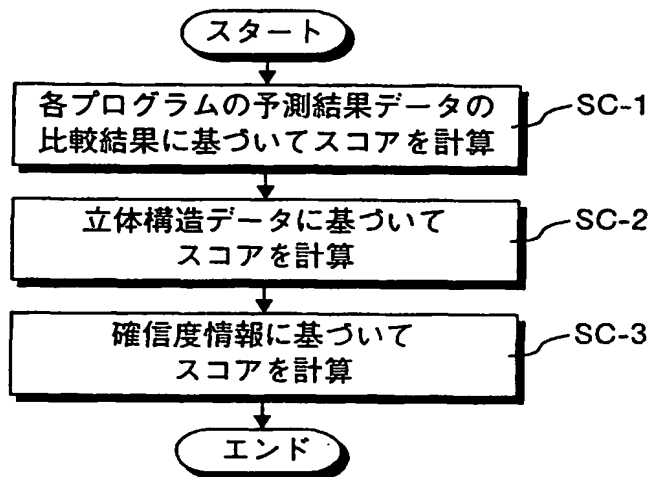 スタート
各プログラムの予測結果データの
比較結果に基づいてスコアを計算
SC-1
立体構造データに基づいて
スコアを計算
SC-2
確信度情報に基づいて
スコアを計算
SC-3
エンド